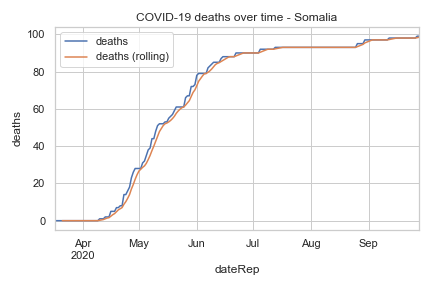 COVID-19 deaths over time - Somalia
deaths
deaths (rolling)
100
80
60
40
20
0
deaths
Apr
2020
May
Jun
Jul
Aug
Sep
dateRep